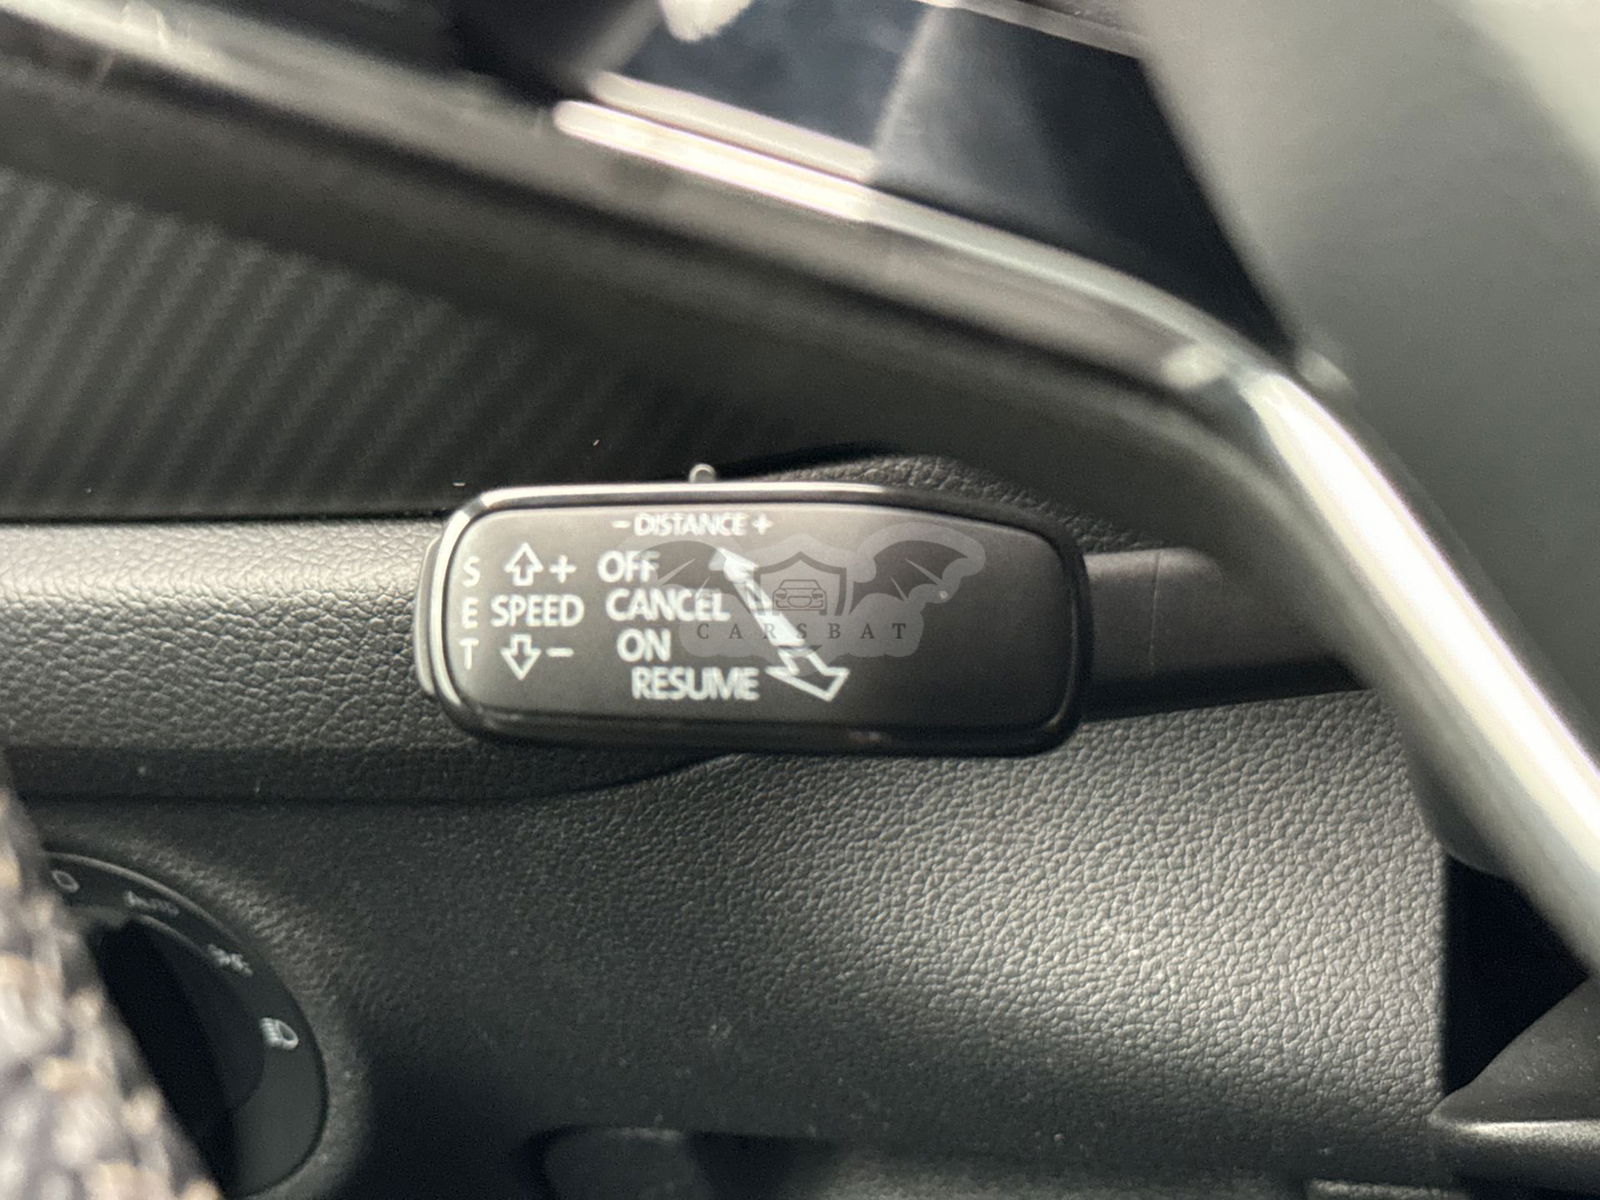 - DISTANCE +
S + OFF
E SPEED CANCEL
T - ON
RESUME
CARSBAT